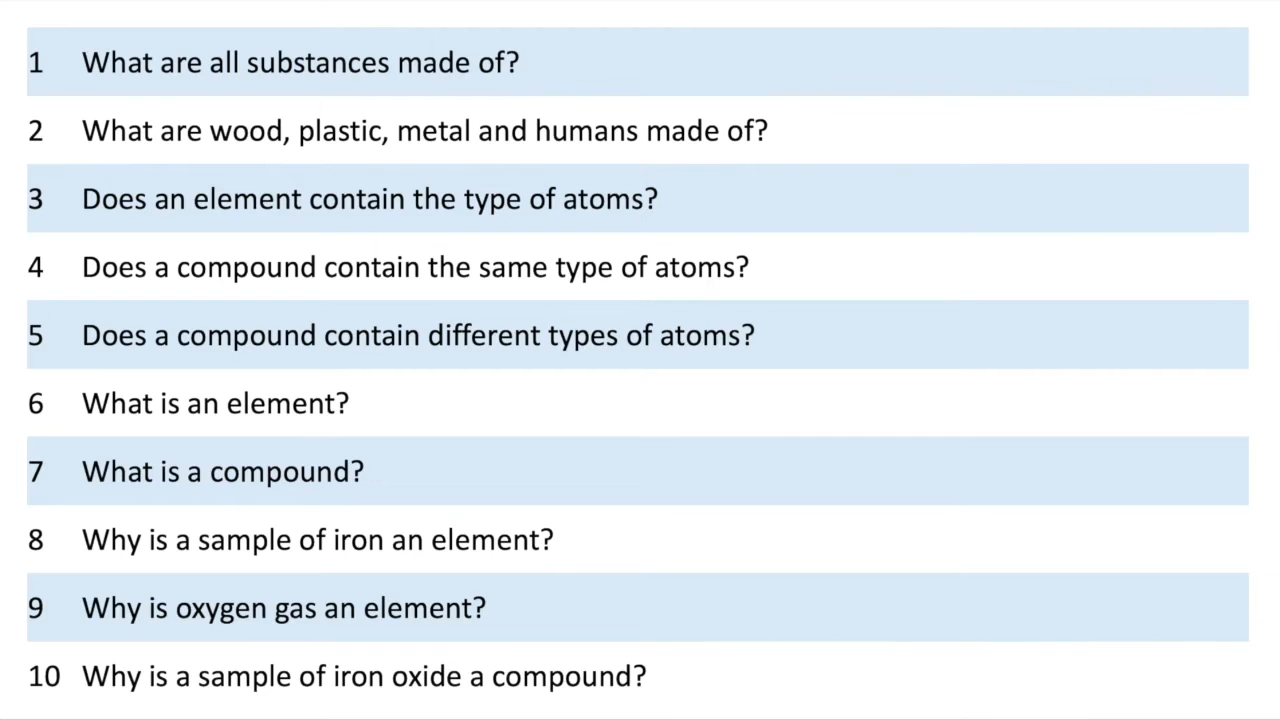 1 What are all substances made of?
2 What are wood, plastic, metal and humans made of?
3 Does an element contain the type of atoms?
4 Does a compound contain the same type of atoms?
5 Does a compound contain different types of atoms?
6 What is an element?
7 What is a compound?
8 Why is a sample of iron an element?
9 Why is oxygen gas an element?
10 Why is a sample of iron oxide a compound?